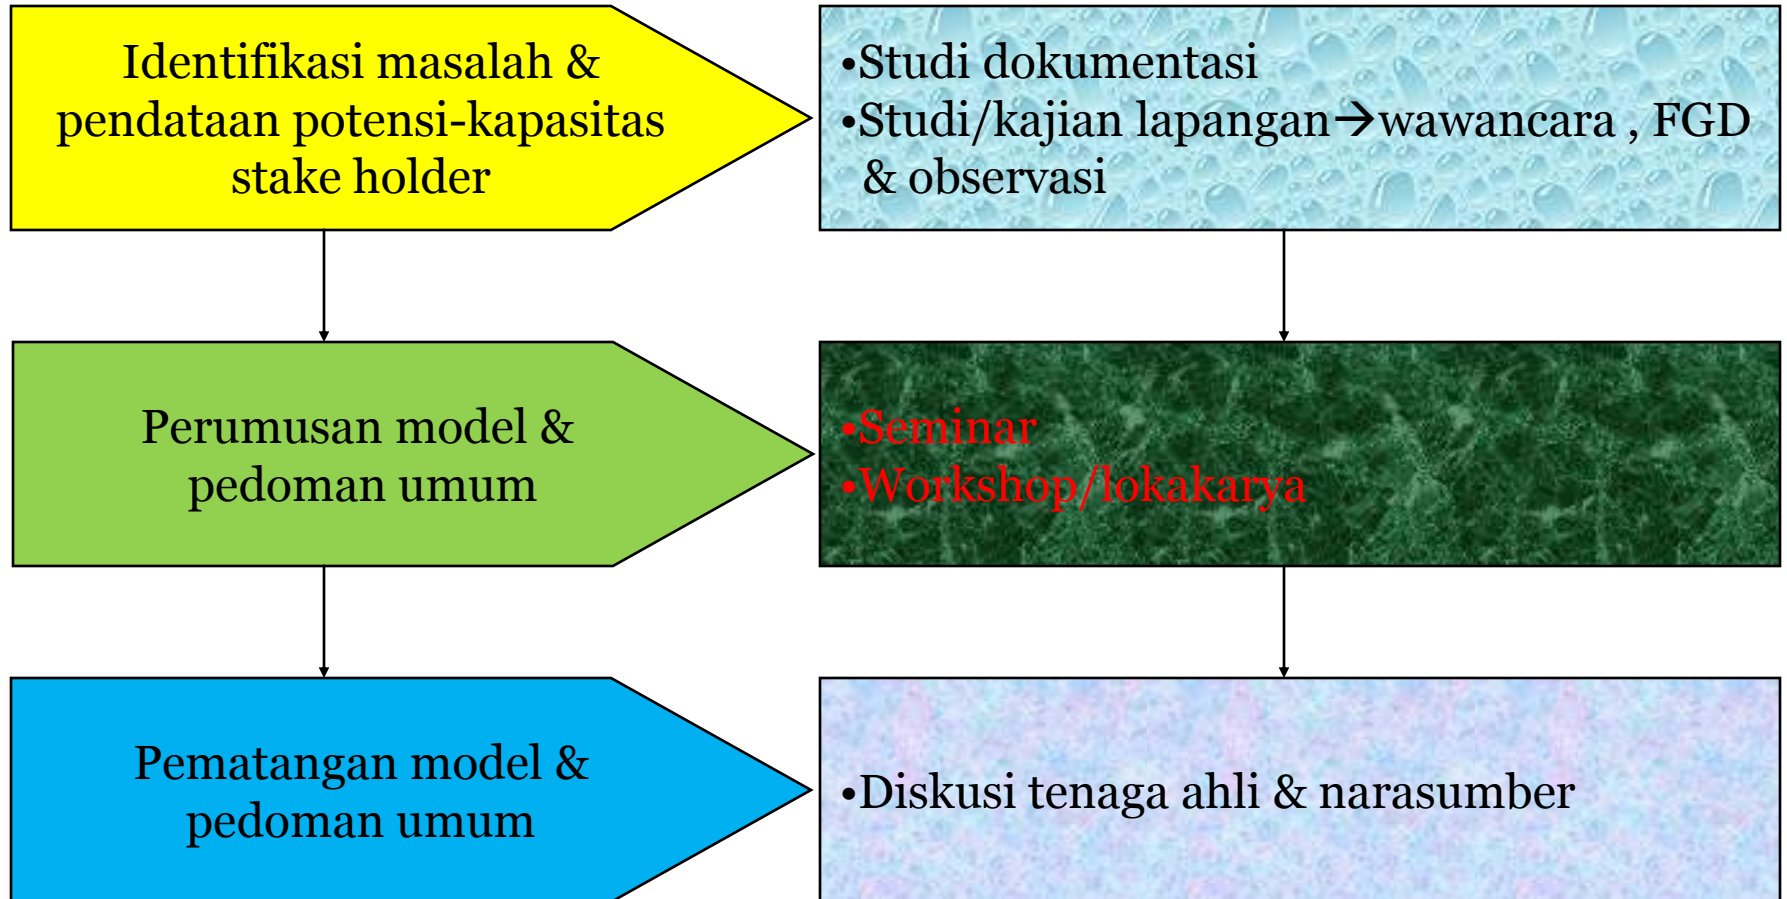 Identifikasi masalah &
pendataan potensi-kapasitas
stake holder
•Studi dokumentasi
•Studi/kajian lapangan→wawancara , FGD
& observasi
Perumusan model &
pedoman umum
•Seminar
•Workshop/lokakarya
Pematangan model &
pedoman umum
•Diskusi tenaga ahli & narasumber